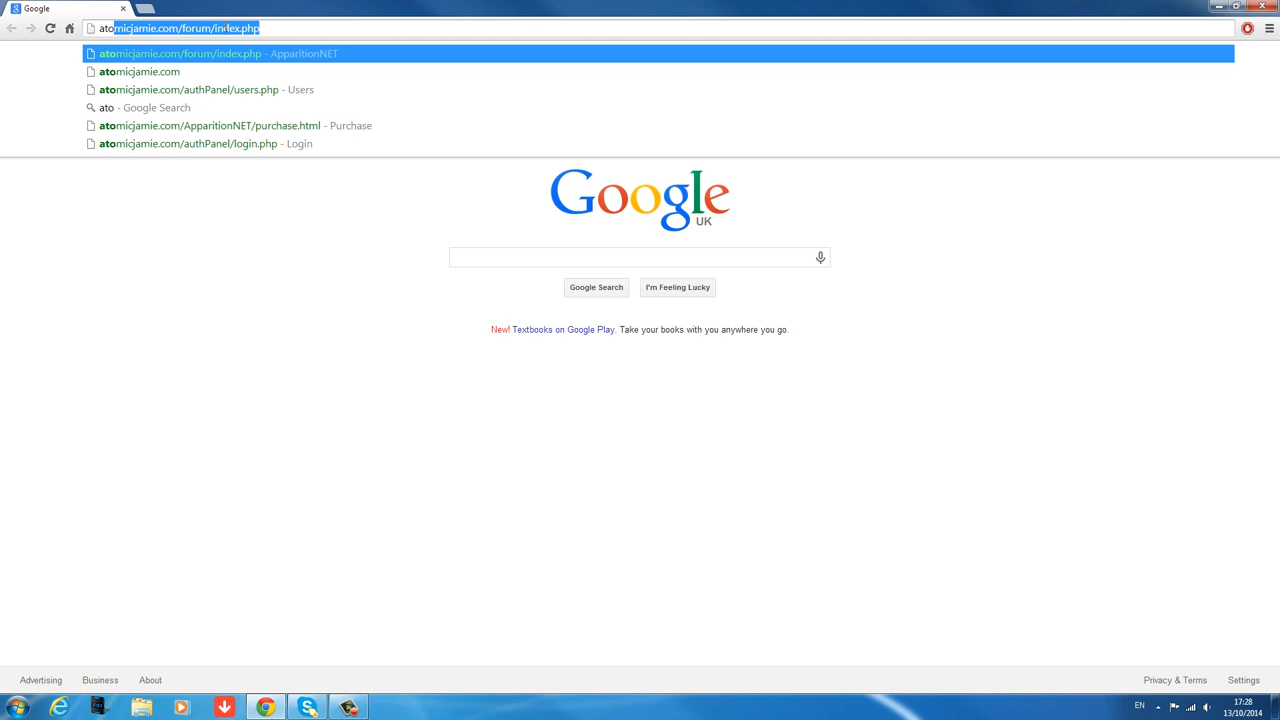 Google
atomicjamie.com/forum/index.php
atomicjamie.com/forum/index.php - ApparitionNET
atomicjamie.com
atomicjamie.com/authPanel/users.php - Users
ato - Google Search
atomicjamie.com/ApparitionNET/purchase.html - Purchase
atomicjamie.com/authPanel/login.php - Login
Google
UK
Google Search
I'm Feeling Lucky
New! Textbooks on Google Play. Take your books with you anywhere you go.
Advertising
Business
About
Privacy & Terms
Settings
EN
17:28
13/10/2014